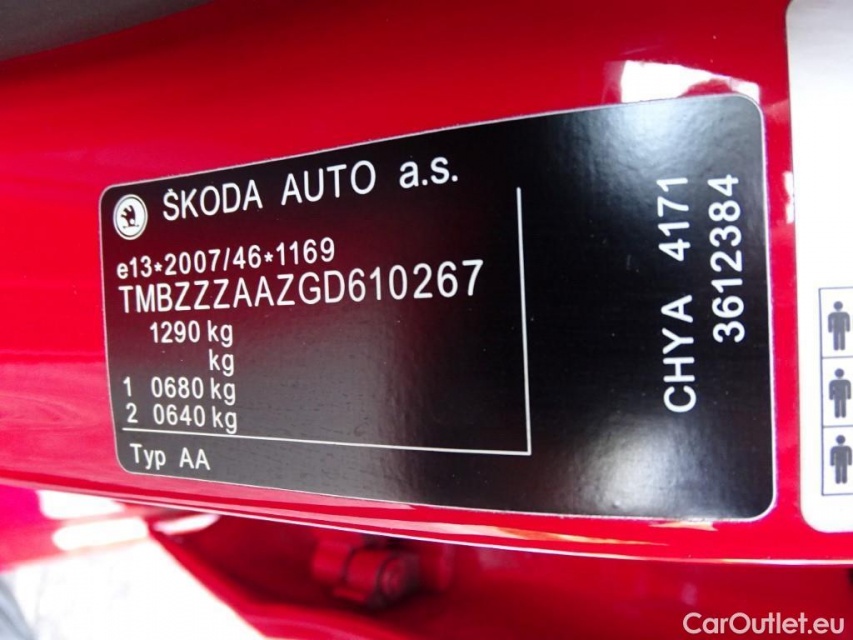 ŠKODA AUTO a.s.
e13*2007/46*1169
TMBZZZAAZGD610267
1290 kg
kg
1 0680 kg
2 0640 kg
Typ AA
CHYA 4171
3612384
CarOutlet.eu